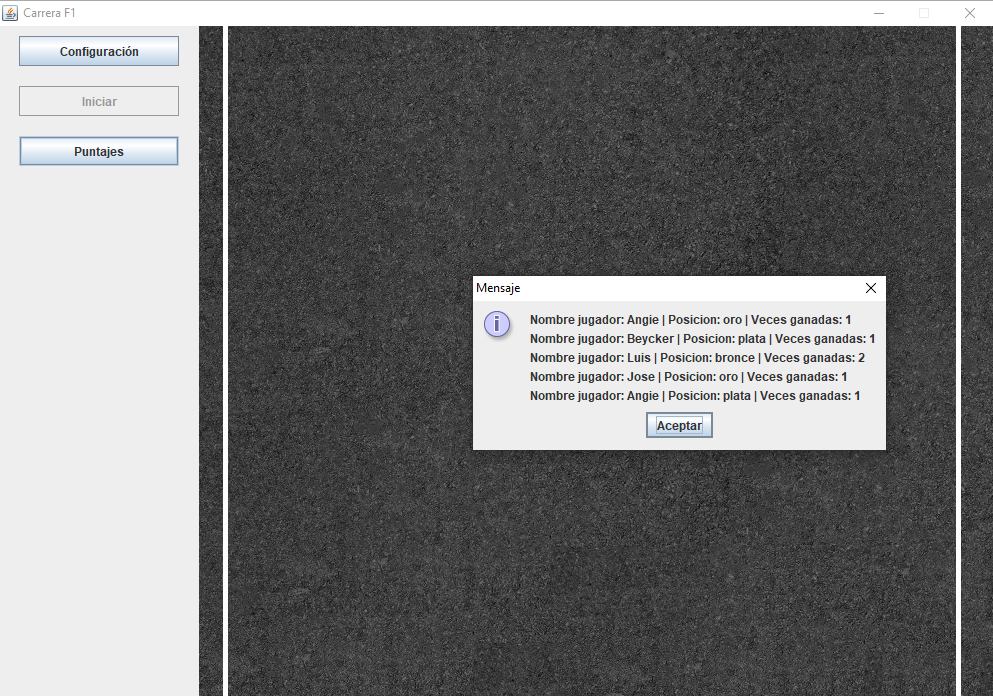 Carrera F1
Configuración
Iniciar
Puntajes
Mensaje
Nombre jugador: Angie | Posicion: oro | Veces ganadas: 1
Nombre jugador: Beycker | Posicion: plata | Veces ganadas: 1
Nombre jugador: Luis | Posicion: bronce | Veces ganadas: 2
Nombre jugador: Jose | Posicion: oro | Veces ganadas: 1
Nombre jugador: Angie | Posicion: plata | Veces ganadas: 1
Aceptar